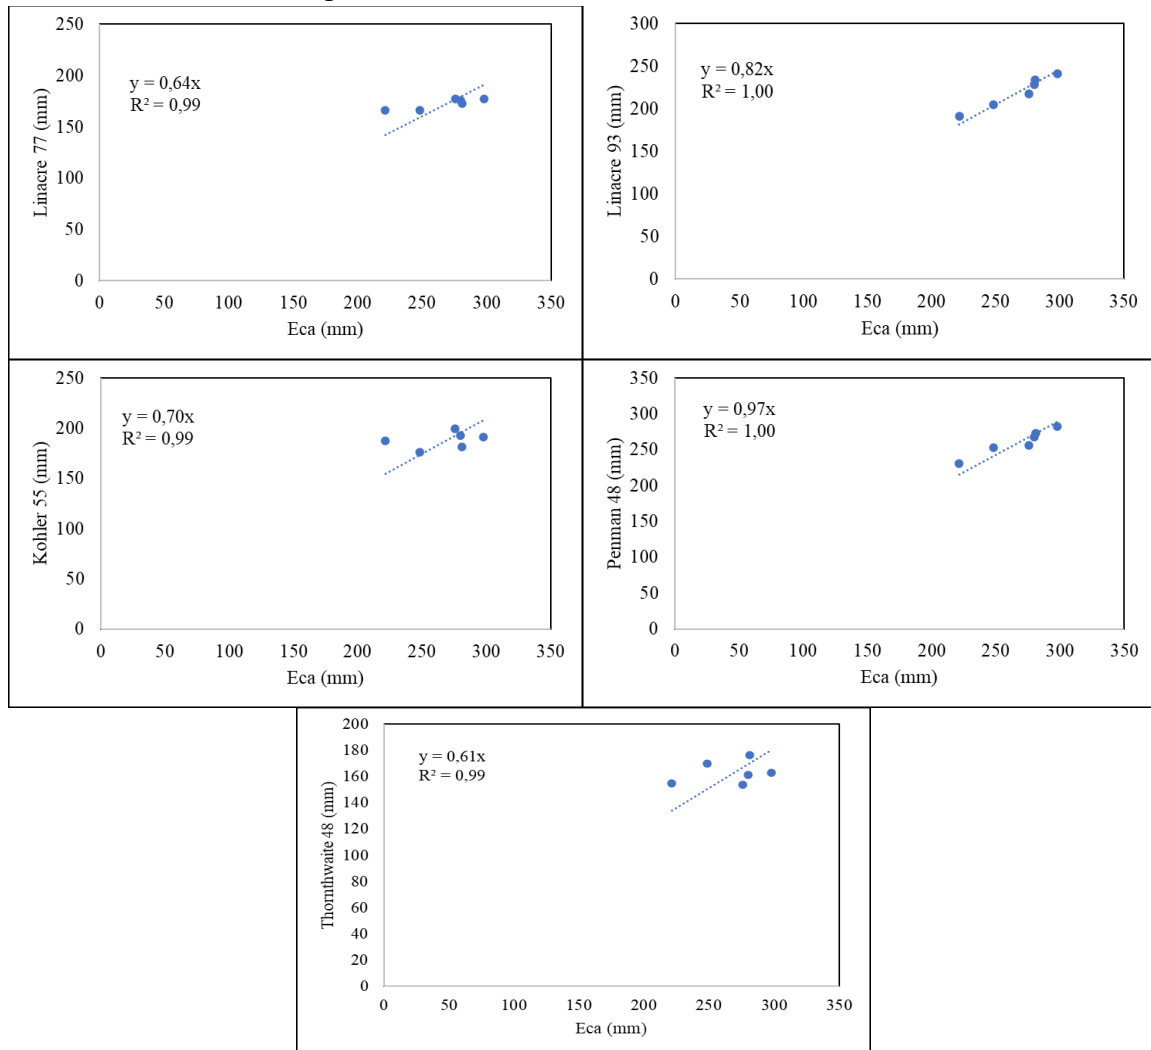 250
200
150
100
50
0
y = 0,64x
R² = 0,99
Linacre 77 (mm)
0 50 100 150 200 250 300 350
Eca (mm)
300
250
200
150
100
50
0
y = 0,82x
R² = 1,00
Linacre 93 (mm)
0 50 100 150 200 250 300 350
Eca (mm)
250
200
150
100
50
0
y = 0,70x
R² = 0,99
Kohler 55 (mm)
0 50 100 150 200 250 300 350
Eca (mm)
350
300
250
200
150
100
50
0
y = 0,97x
R² = 1,00
Penman 48 (mm)
0 50 100 150 200 250 300 350
Eca (mm)
200
180
160
140
120
100
80
60
40
20
0
y = 0,61x
R² = 0,99
Thornthwaite 48 (mm)
0 50 100 150 200 250 300 350
Eca (mm)